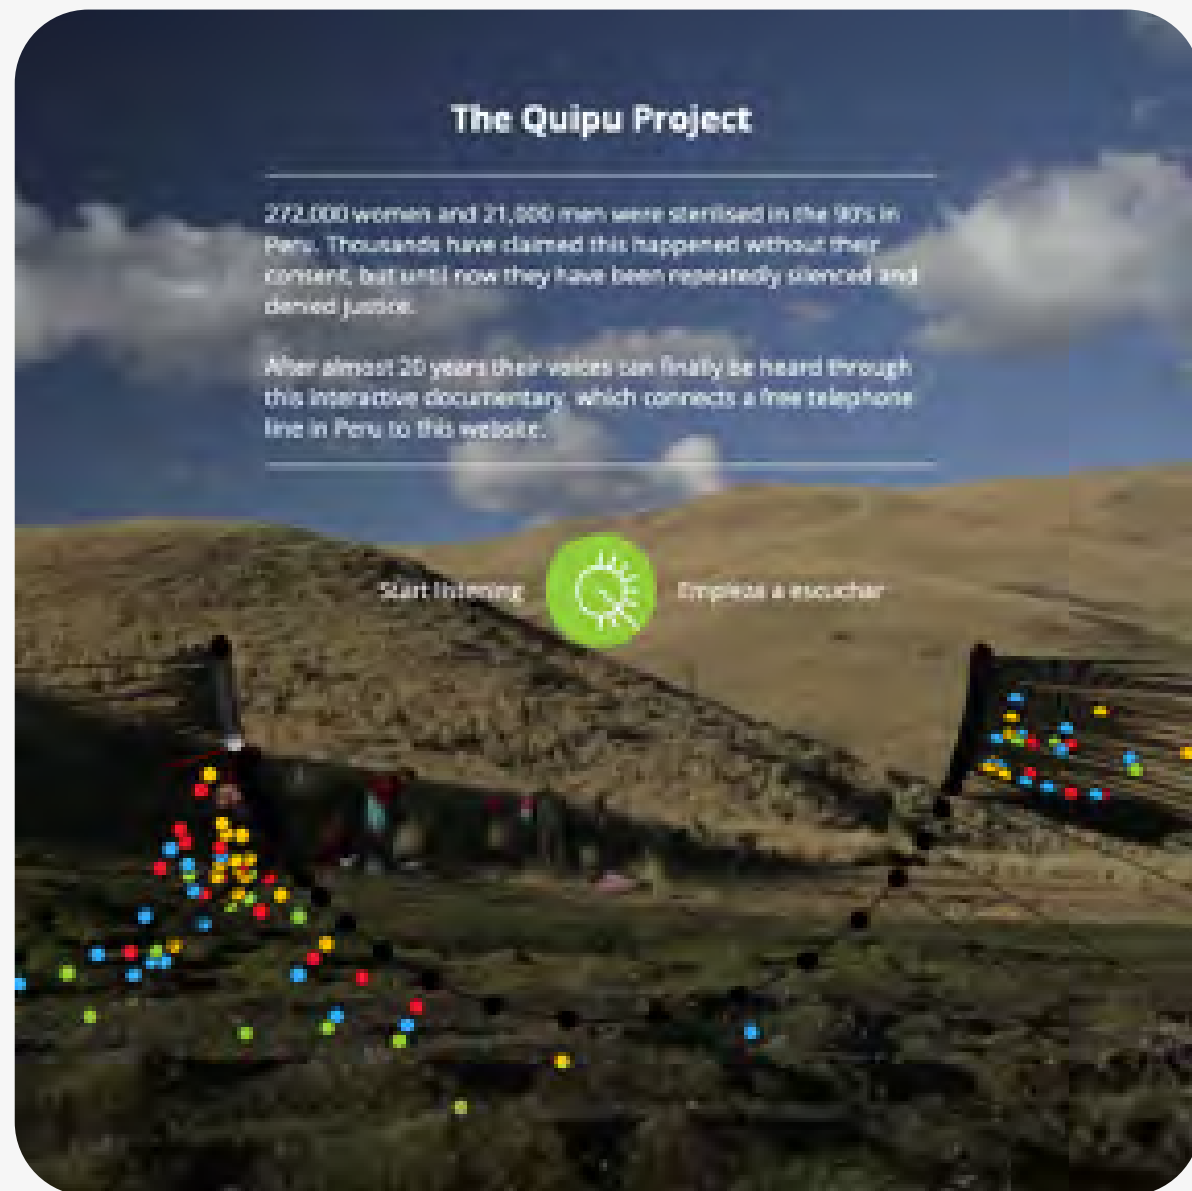 The Quipu Project
272,000 women and 21,000 men were sterilised in the 90's in
Peru. Thousands have claimed this happened without their
consent, but until now they have been repeatedly silenced and
denied justice.
After almost 20 years their voices can finally be heard through
this interactive documentary, which connects a free telephone
line in Peru to this website.
Start listening
Empieza a escuchar